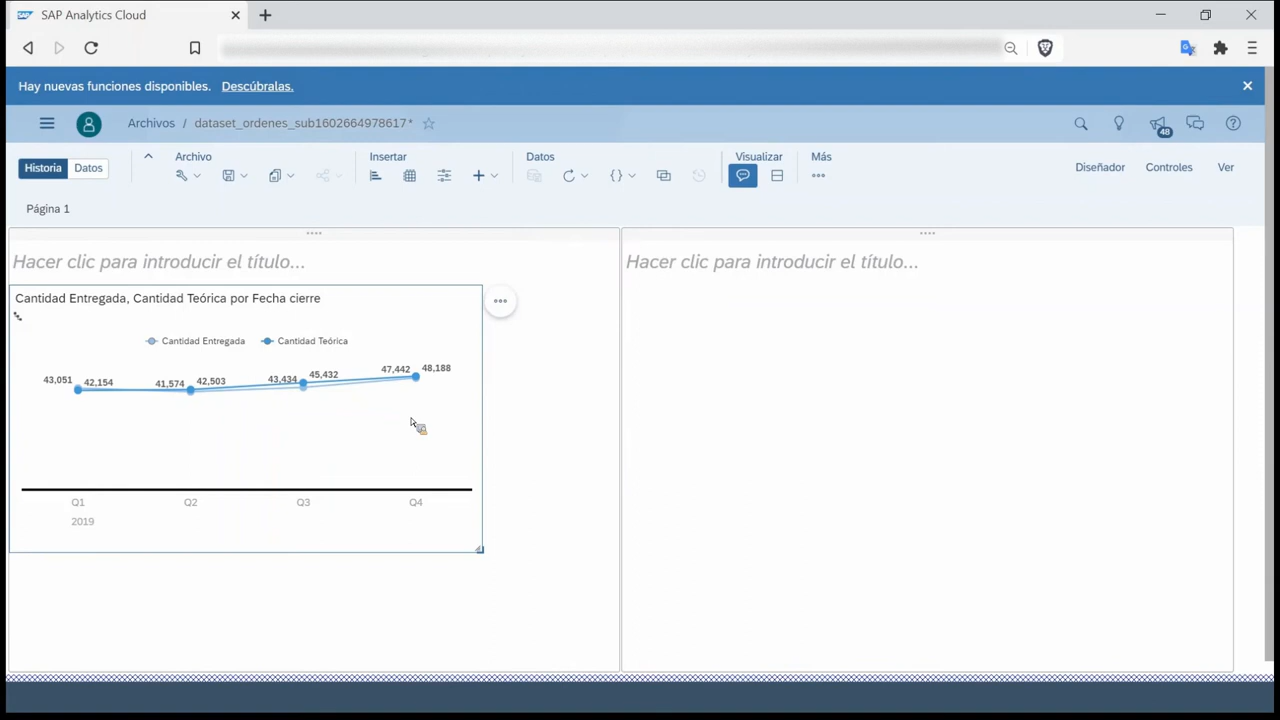 SAP Analytics Cloud
Hay nuevas funciones disponibles. Descúbralas.
Archivos / dataset_ordenes_sub1602664978617*
48
Historia Datos
Archivo
Insertar
Datos
Visualizar
Más
Diseñador Controles Ver
Página 1
Hacer clic para introducir el título...
Hacer clic para introducir el título...
Cantidad Entregada, Cantidad Teórica por Fecha cierre
Cantidad Entregada Cantidad Teórica
43,051 42,154 41,574 42,503 43,434 45,432 47,442 48,188
Q1 Q2 Q3 Q4
2019